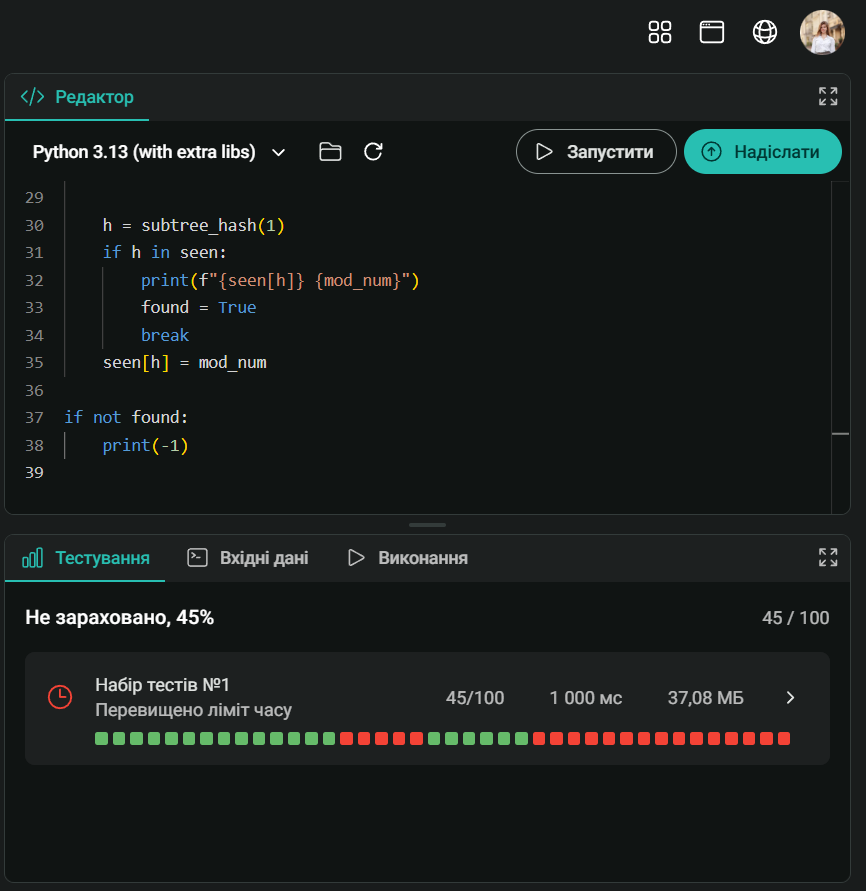 </> Редактор
Python 3.13 (with extra libs)
Запустити
Надіслати
29
30 h = subtree_hash(1)
31 if h in seen:
32 print(f"{seen[h]} {mod_num}")
33 found = True
34 break
35 seen[h] = mod_num
36
37 if not found:
38 print(-1)
39
Тестування
Вхідні дані
Виконання
Не зараховано, 45%
45 / 100
Набір тестів №1
Перевищено ліміт часу
45/100
1 000 мс
37,08 МБ